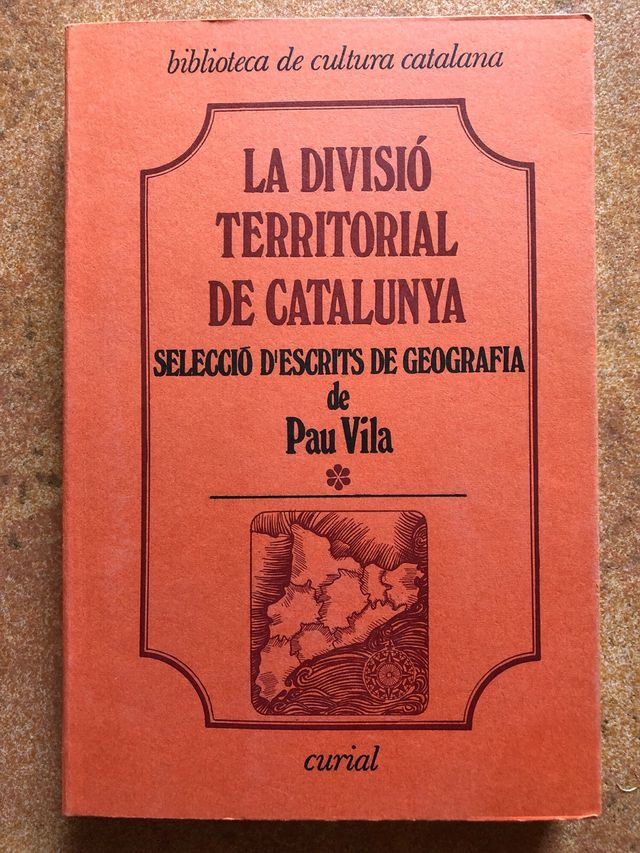 biblioteca de cultura catalana
LA DIVISIÓ
TERRITORIAL
DE CATALUNYA
SELECCIÓ D'ESCRITS DE GEOGRAFIA
de
Pau Vila
curial